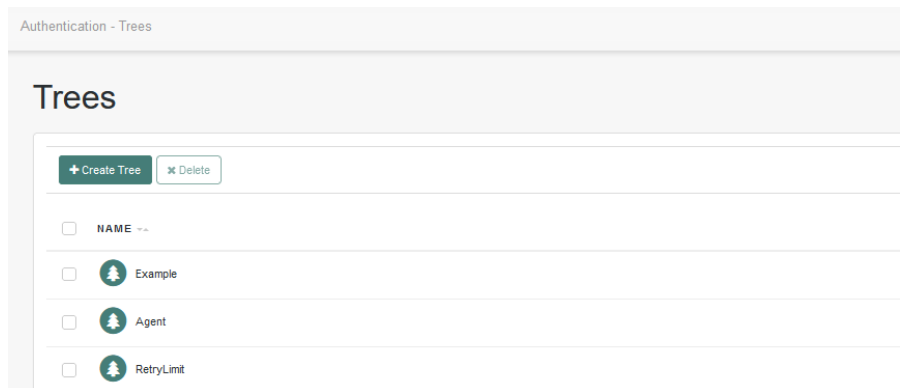 Authentication - Trees
Trees
+ Create Tree
× Delete
NAME
Example
Agent
RetryLimit